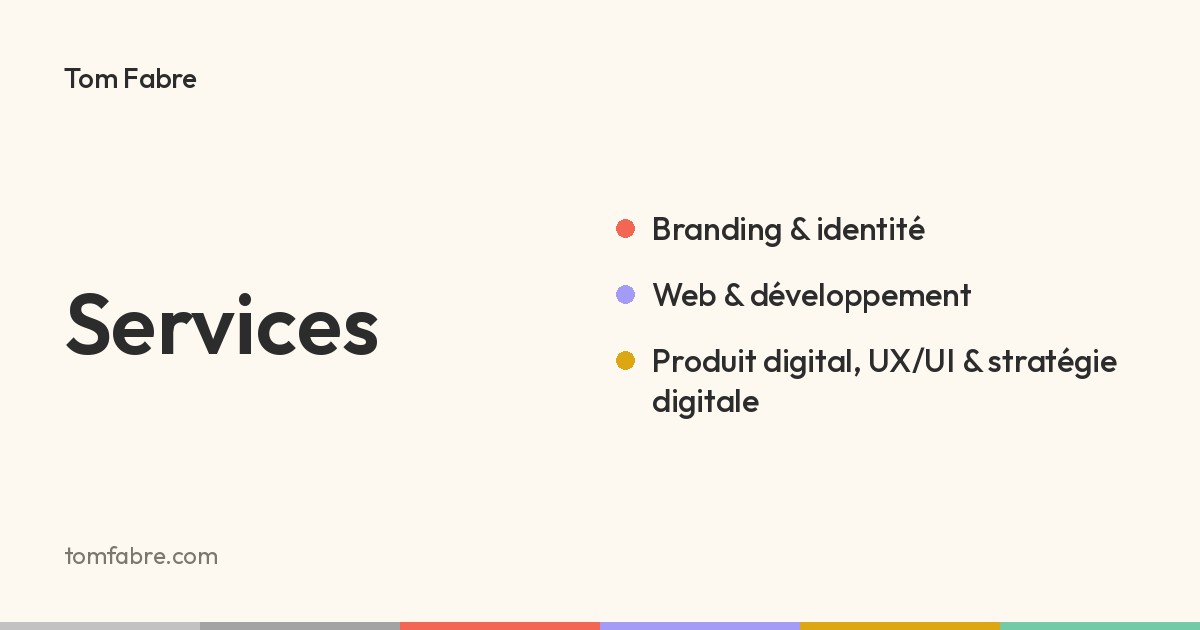 Tom Fabre
Services
Branding & identité
Web & développement
Produit digital, UX/UI & stratégie
digitale
tomfabre.com